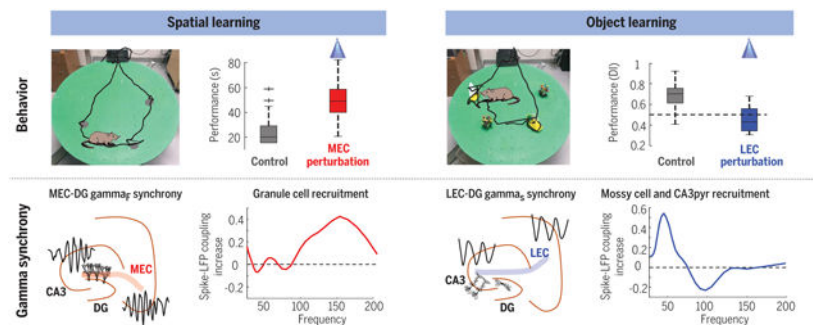 Spatial learning
Object learning
Behavior
Performance (s)
80
60
40
20
Control
MEC
perturbation
Performance (DI)
1
0.8
0.6
0.4
0.2
Control
LEC
perturbation
Gamma synchrony
MEC-DG gammaF synchrony
CA3
DG
MEC
Granule cell recruitment
Spike-LFP coupling
increase
0.4
0.2
0
-0.2
50
100
150
200
Frequency
LEC-DG gammaS synchrony
CA3
DG
LEC
Mossy cell and CA3pyr recruitment
Spike-LFP coupling
increase
0.6
0.4
0.2
0
-0.2
50
100
150
200
Frequency